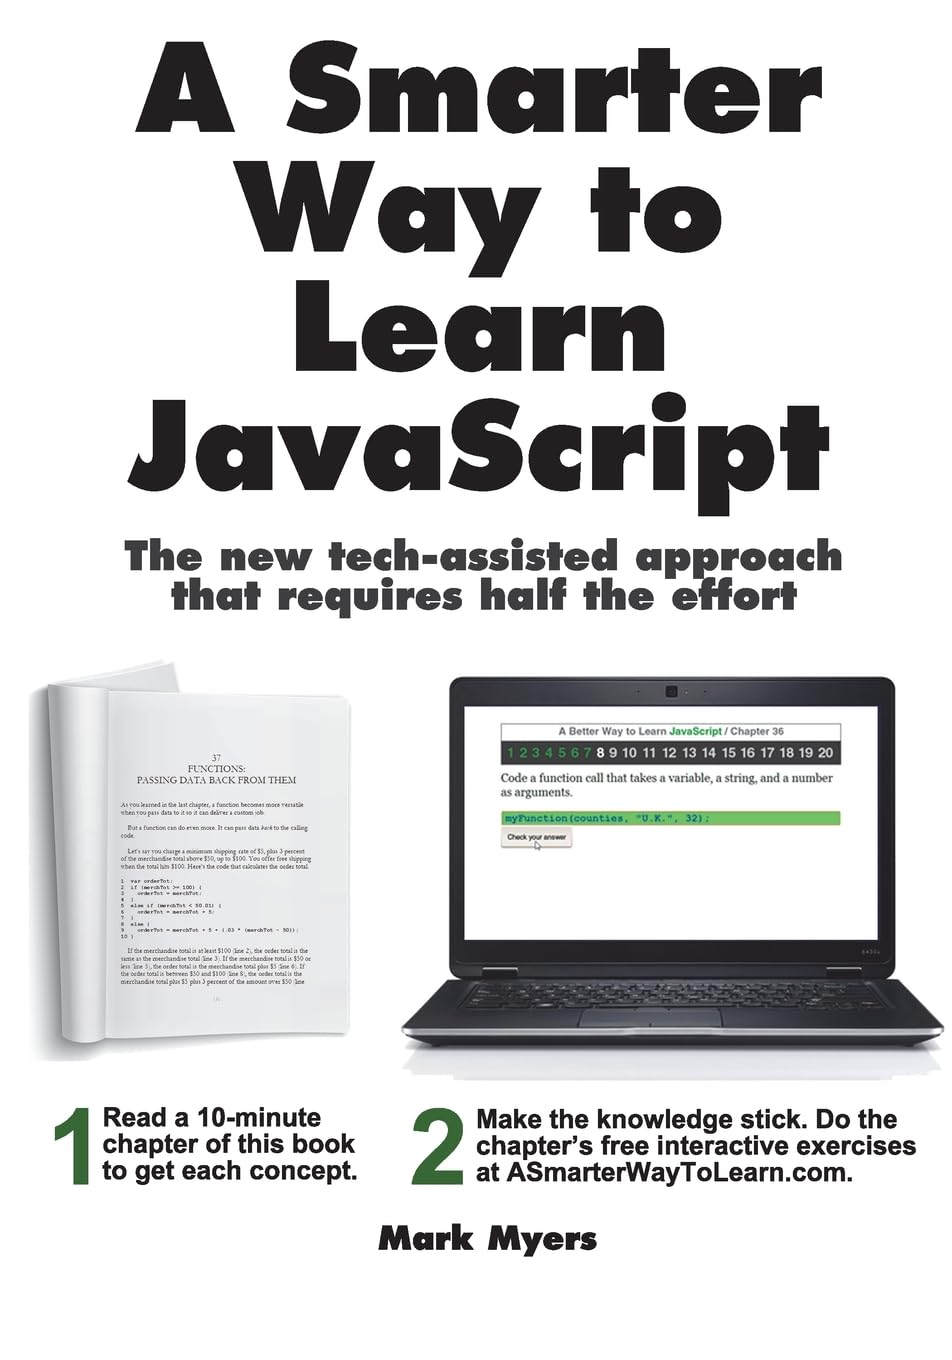 A Smarter
Way to
Learn
JavaScript
The new tech-assisted approach
that requires half the effort
37
FUNCTIONS:
PASSING DATA BACK FROM THEM
As you learned in the last chapter, a function becomes more versatile
when you pass data to it so it can deliver a custom job.
But a function can do even more. It can pass data back to the calling
code.
Let's say you charge a minimum shipping rate of $5, plus 3 percent
of the merchandise total above $50, up to $100. You offer free shipping
when the total hits $100. Here's the code that calculates the order total.
1 var orderTot;
2 if (merchTot >= 100) {
3 orderTot = merchTot;
4 }
5 else if (merchTot < 50.01) {
6 orderTot = merchTot + 5;
7 }
8 else {
9 orderTot = merchTot + 5 + (.03 * (merchTot - 50));
10 }
If the merchandise total is at least $100 (line 2), the order total is the
same as the merchandise total (line 3). If the merchandise total is $50 or
less (line 5), the order total is the merchandise total plus $5 (line 6). If
the order total is between $50 and $100 (line 8), the order total is the
merchandise total plus $5 plus 3 percent of the amount over $50 (line
A Better Way to Learn JavaScript / Chapter 36
1 2 3 4 5 6 7 8 9 10 11 12 13 14 15 16 17 18 19 20
Code a function call that takes a variable, a string, and a number
as arguments.
myFunction(counties, "U.K.", 32);
Check your answer
1 Read a 10-minute
chapter of this book
to get each concept.
2 Make the knowledge stick. Do the
chapter's free interactive exercises
at ASmarterWayToLearn.com.
Mark Myers